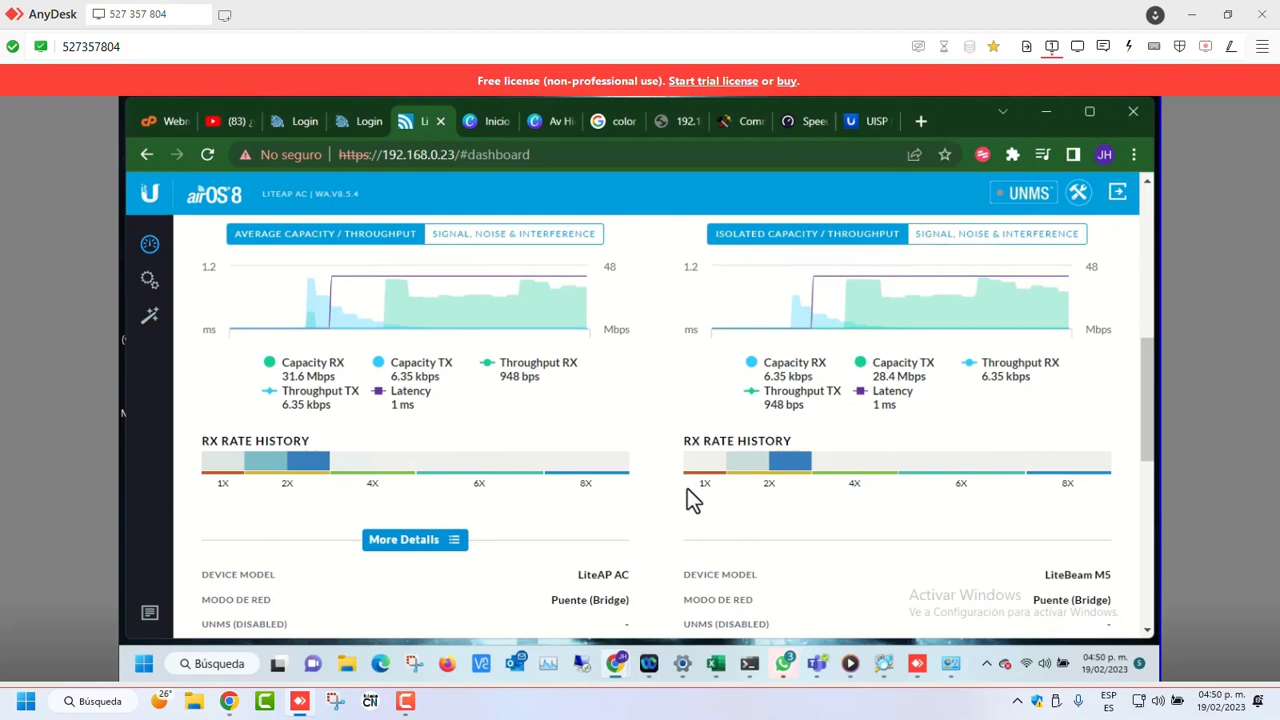 AnyDesk
527 357 804
527357804
Free license (non-professional use). Start trial license or buy.
Webr
(83) ¿
Login
Login
Li
Inicio
Av Hi
color
192.1
Com
Spee
UISP
No seguro
https://192.168.0.23/#dashboard
JH
airOS 8
LITEAP AC | WA.V8.5.4
UNMS
AVERAGE CAPACITY / THROUGHPUT
SIGNAL, NOISE & INTERFERENCE
1.2
48
ms
Mbps
Capacity RX
31.6 Mbps
Capacity TX
6.35 kbps
Throughput RX
948 bps
Throughput TX
6.35 kbps
Latency
1 ms
RX RATE HISTORY
1X
2X
4X
6X
8X
ISOLATED CAPACITY / THROUGHPUT
SIGNAL, NOISE & INTERFERENCE
1.2
48
ms
Mbps
Capacity RX
6.35 kbps
Capacity TX
28.4 Mbps
Throughput RX
6.35 kbps
Throughput TX
948 bps
Latency
1 ms
RX RATE HISTORY
1X
2X
4X
6X
8X
More Details
DEVICE MODEL
LiteAP AC
MODO DE RED
Puente (Bridge)
UNMS (DISABLED)
-
DEVICE MODEL
LiteBeam M5
MODO DE RED
Puente (Bridge)
UNMS (DISABLED)
-
Activar Windows
Ve a Configuración para activar Windows.
Búsqueda
3
04:50 p. m.
19/02/2023
5
Búsqueda
26°
ESP
ES
04:50 p. m.
19/02/2023